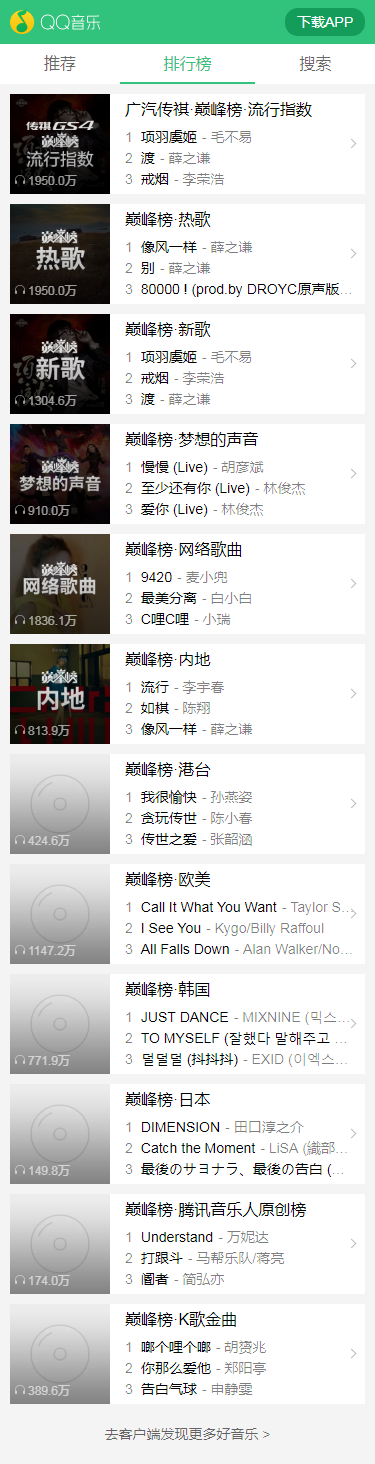 QQ音乐
下载APP
推荐 排行榜 搜索
传祺GS4
巅峰榜
流行指数
1950.0万
广汽传祺·巅峰榜·流行指数
1 项羽虞姬 - 毛不易
2 渡 - 薛之谦
3 戒烟 - 李荣浩
巅峰榜
热歌
1950.0万
巅峰榜·热歌
1 像风一样 - 薛之谦
2 别 - 薛之谦
3 80000 ! (prod.by DROYC原声版…
巅峰榜
新歌
1304.6万
巅峰榜·新歌
1 项羽虞姬 - 毛不易
2 戒烟 - 李荣浩
3 渡 - 薛之谦
巅峰榜
梦想的声音
910.0万
巅峰榜·梦想的声音
1 慢慢 (Live) - 胡彦斌
2 至少还有你 (Live) - 林俊杰
3 爱你 (Live) - 林俊杰
巅峰榜
网络歌曲
1836.1万
巅峰榜·网络歌曲
1 9420 - 麦小兜
2 最美分离 - 白小白
3 C哩C哩 - 小瑞
巅峰榜
内地
813.9万
巅峰榜·内地
1 流行 - 李宇春
2 如棋 - 陈翔
3 像风一样 - 薛之谦
424.6万
巅峰榜·港台
1 我很愉快 - 孙燕姿
2 贪玩传世 - 陈小春
3 传世之爱 - 张韶涵
1147.2万
巅峰榜·欧美
1 Call It What You Want - Taylor S…
2 I See You - Kygo/Billy Raffoul
3 All Falls Down - Alan Walker/No…
771.9万
巅峰榜·韩国
1 JUST DANCE - MIXNINE (믹스…
2 TO MYSELF (잘했다 말해주고 …
3 덜덜덜 (抖抖抖) - EXID (이엑스…
149.8万
巅峰榜·日本
1 DIMENSION - 田口淳之介
2 Catch the Moment - LiSA (織部…
3 最後のサヨナラ、最後の告白 (…
174.0万
巅峰榜·腾讯音乐人原创榜
1 Understand - 万妮达
2 打跟斗 - 马帮乐队/蒋亮
3 阍者 - 简弘亦
389.6万
巅峰榜·K歌金曲
1 啷个哩个啷 - 胡赟兆
2 你那么爱他 - 郑阳亭
3 告白气球 - 申静雯
去客户端发现更多好音乐 >